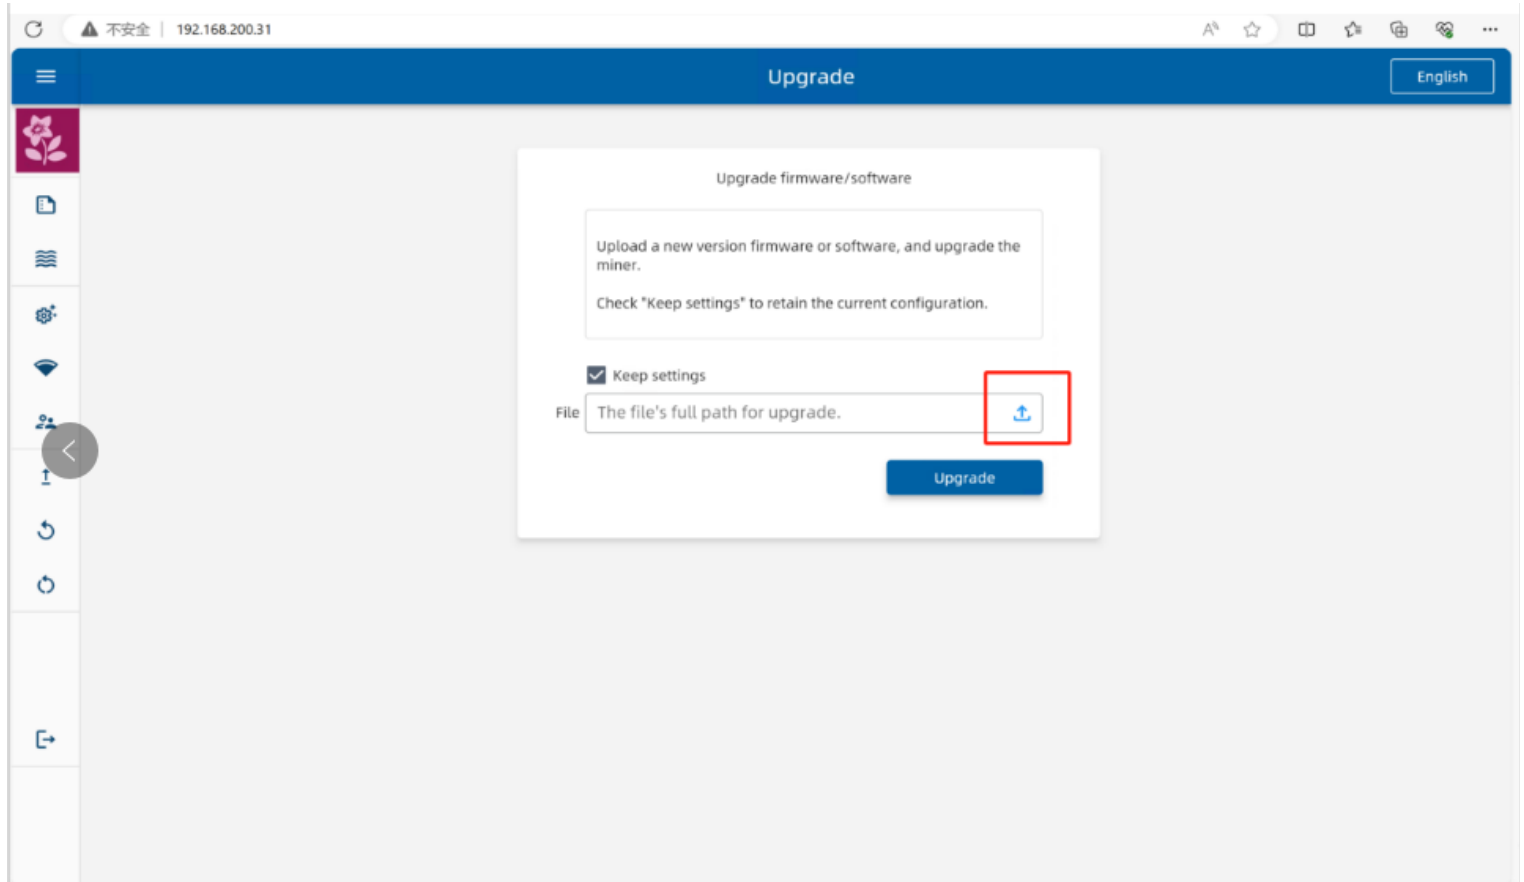 不安全
192.168.200.31
Upgrade
English
Upgrade firmware/software
Upload a new version firmware or software, and upgrade the
miner.
Check "Keep settings" to retain the current configuration.
Keep settings
File
The file's full path for upgrade.
Upgrade